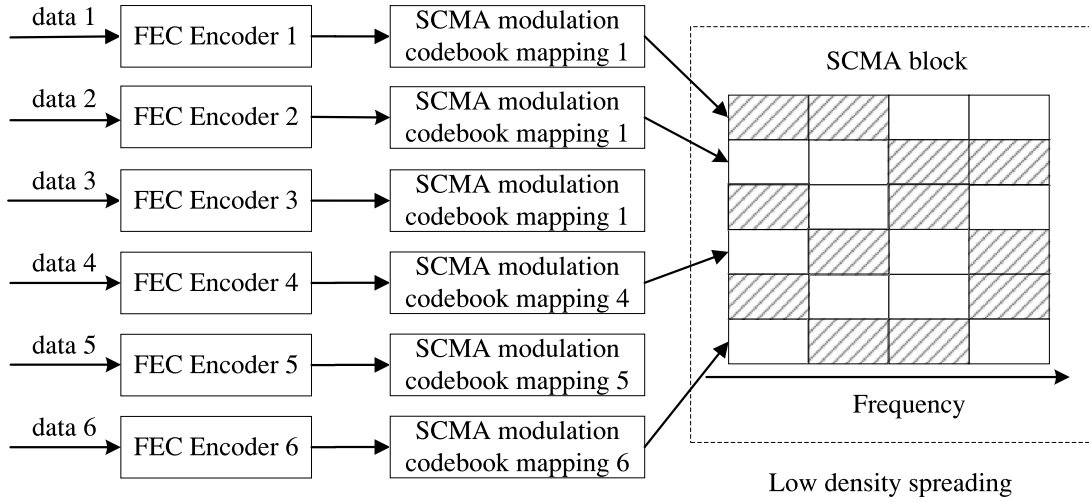 data 1
FEC Encoder 1
SCMA modulation
codebook mapping 1
data 2
FEC Encoder 2
SCMA modulation
codebook mapping 1
data 3
FEC Encoder 3
SCMA modulation
codebook mapping 1
data 4
FEC Encoder 4
SCMA modulation
codebook mapping 4
data 5
FEC Encoder 5
SCMA modulation
codebook mapping 5
data 6
FEC Encoder 6
SCMA modulation
codebook mapping 6
SCMA block
Frequency
Low density spreading